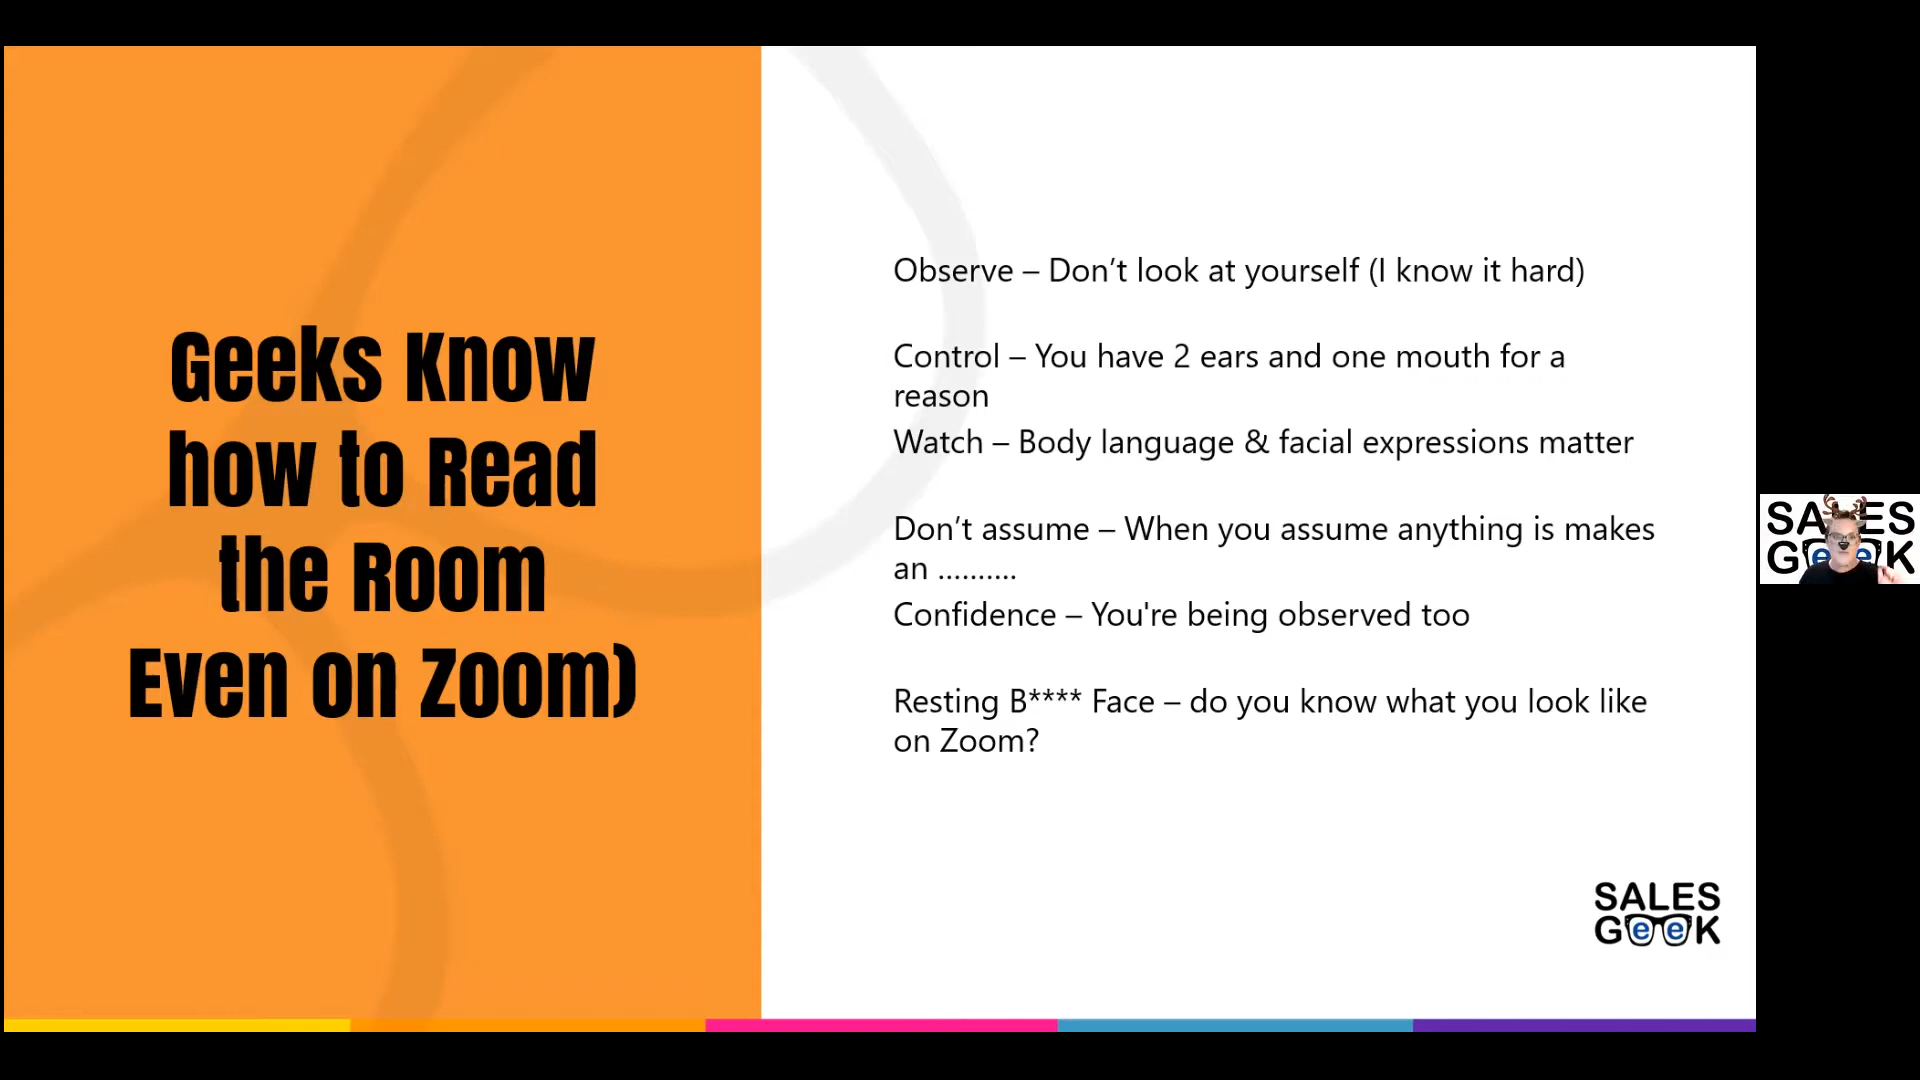 Geeks Know
how to Read
the Room
Even on Zoom)
Observe – Don’t look at yourself (I know it hard)
Control – You have 2 ears and one mouth for a
reason
Watch – Body language & facial expressions matter
Don’t assume – When you assume anything is makes
an ..........
Confidence – You're being observed too
Resting B**** Face – do you know what you look like
on Zoom?
SALES
GeeK
SALES
GeeK